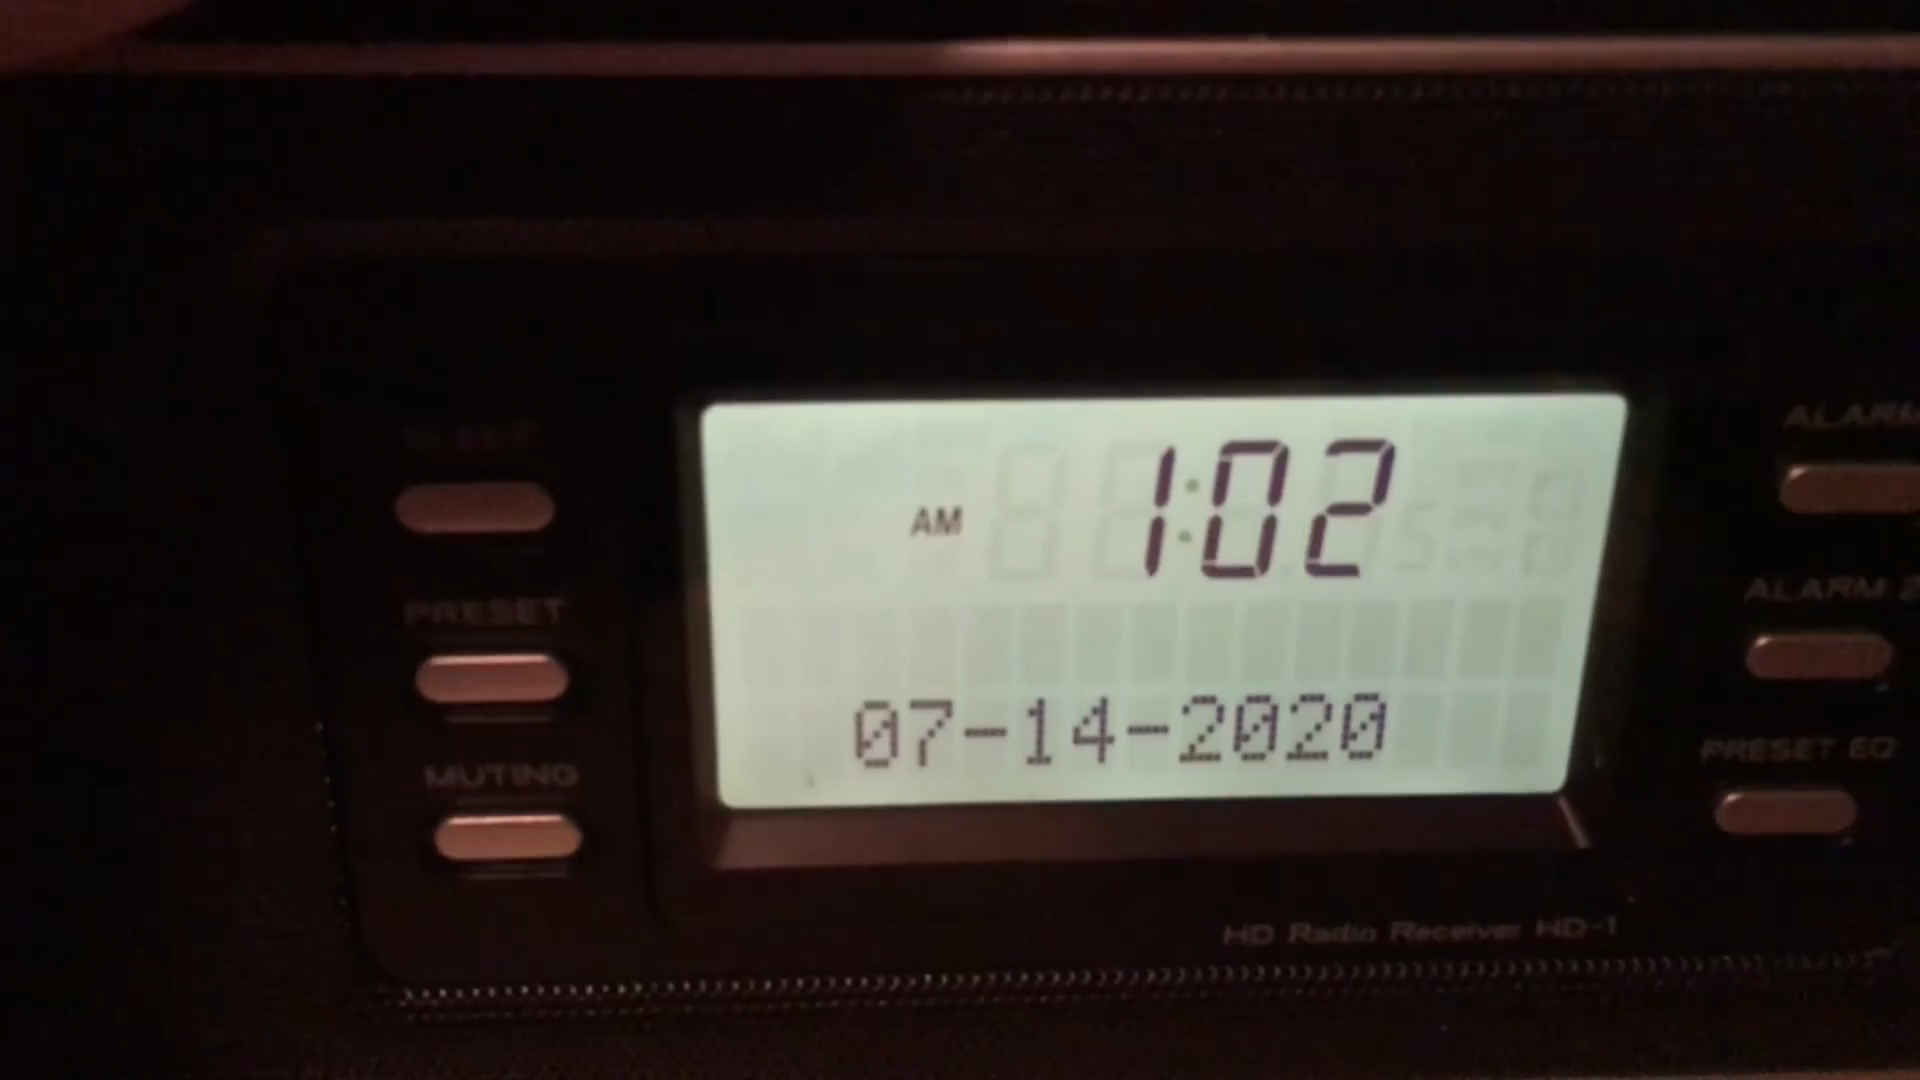 SLEEP
ALARM
AM 1:02
PRESET
ALARM 2
07-14-2020
MUTING
PRESET EQ
HD Radio Receiver HD-1